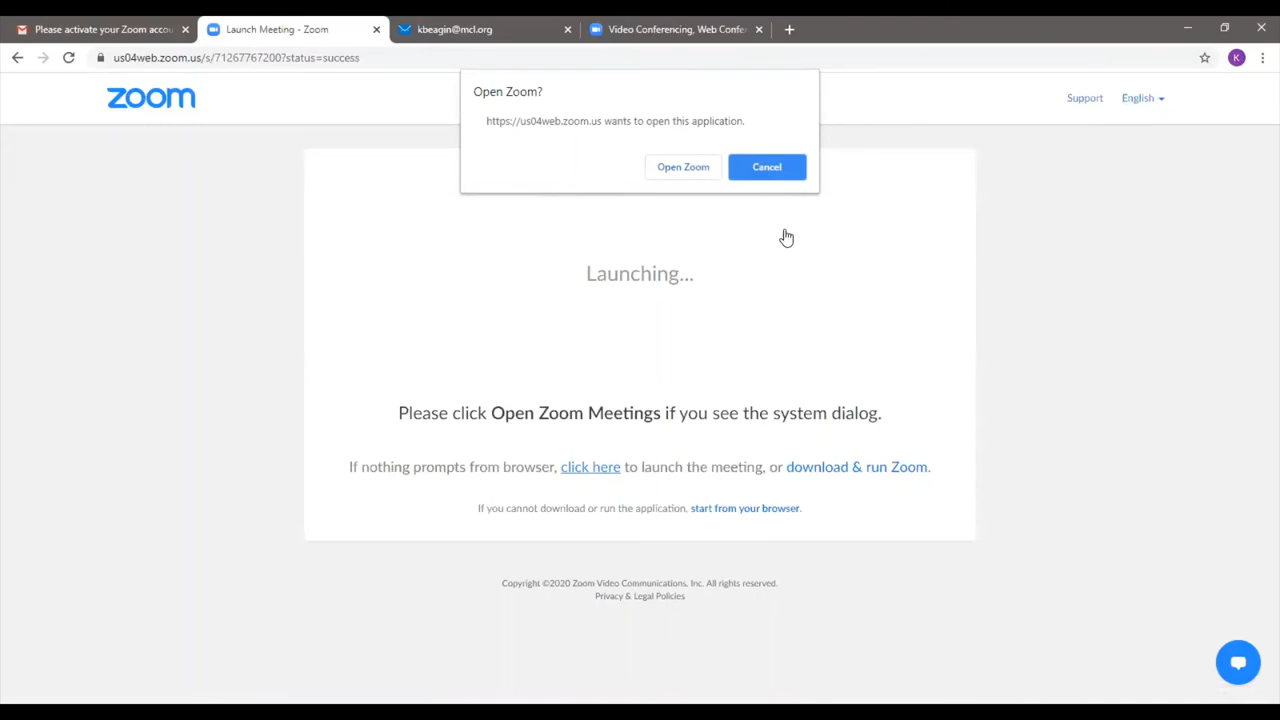 Please activate your Zoom accou
Launch Meeting - Zoom
kbeagin@mcl.org
Video Conferencing, Web Confer
us04web.zoom.us/s/71267767200?status=success
K
zoom
Support
English
Open Zoom?
https://us04web.zoom.us wants to open this application.
Open Zoom
Cancel
Launching...
Please click Open Zoom Meetings if you see the system dialog.
If nothing prompts from browser, click here to launch the meeting, or download & run Zoom.
If you cannot download or run the application, start from your browser.
Copyright ©2020 Zoom Video Communications, Inc. All rights reserved.
Privacy & Legal Policies